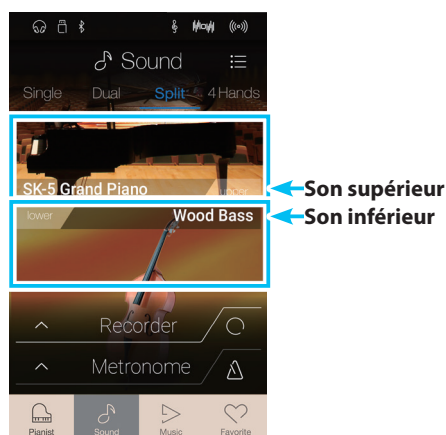 Sound
Single Dual Split 4 Hands
SK-5 Grand Piano upper
Son supérieur
lower Wood Bass
Son inférieur
Recorder
Metronome
Pianist Sound Music Favorite